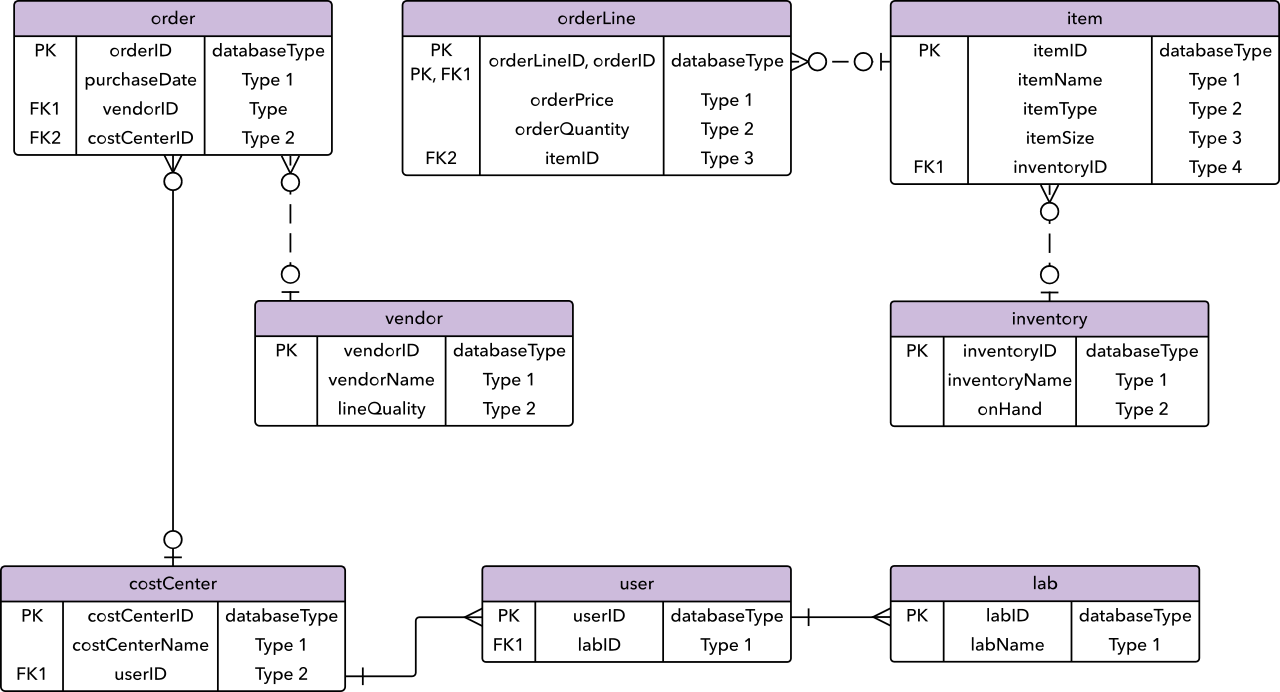 order
PK orderID databaseType
purchaseDate Type 1
FK1 vendorID Type
FK2 costCenterID Type 2
orderLine
PK
PK, FK1 orderLineID, orderID databaseType
orderPrice Type 1
orderQuantity Type 2
FK2 itemID Type 3
item
PK itemID databaseType
itemName Type 1
itemType Type 2
itemSize Type 3
FK1 inventoryID Type 4
vendor
PK vendorID databaseType
vendorName Type 1
lineQuality Type 2
inventory
PK inventoryID databaseType
inventoryName Type 1
onHand Type 2
costCenter
PK costCenterID databaseType
costCenterName Type 1
FK1 userID Type 2
user
PK userID databaseType
FK1 labID Type 1
lab
PK labID databaseType
labName Type 1